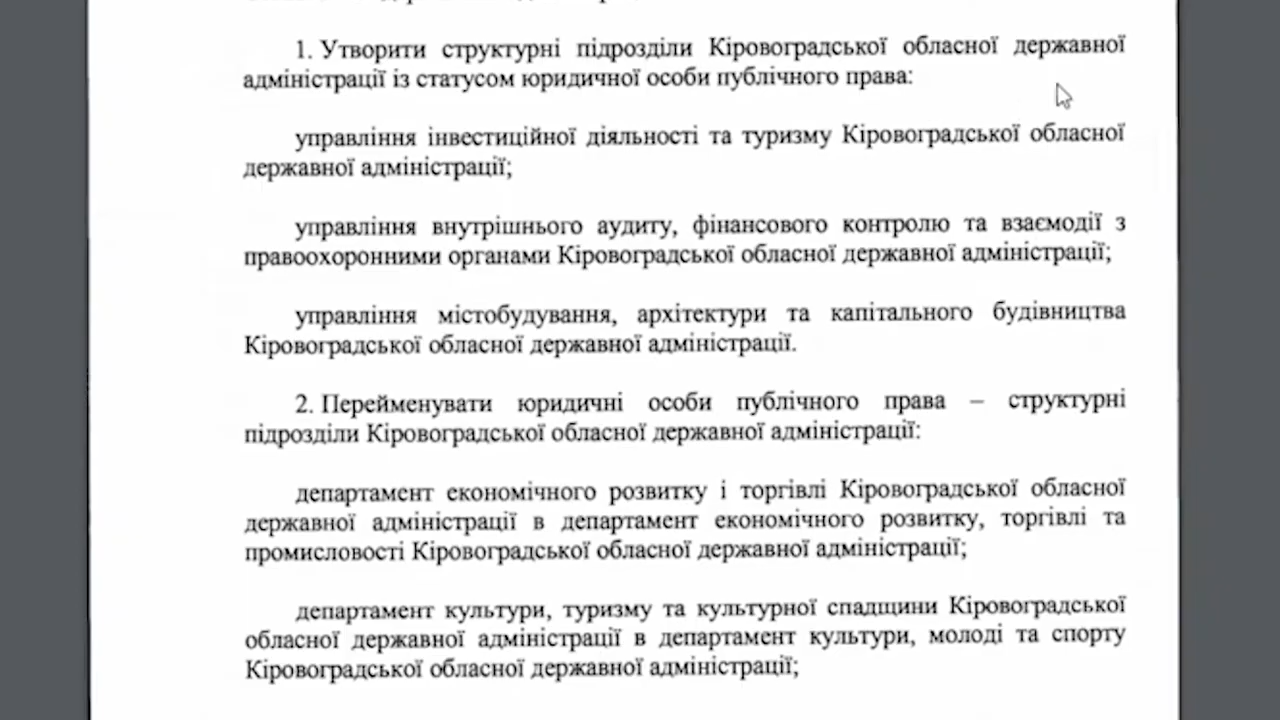 1. Утворити структурні підрозділи Кіровоградської обласної державної
адміністрації із статусом юридичної особи публічного права:
управління інвестиційної діяльності та туризму Кіровоградської обласної
державної адміністрації;
управління внутрішнього аудиту, фінансового контролю та взаємодії з
правоохоронними органами Кіровоградської обласної державної адміністрації;
управління містобудування, архітектури та капітального будівництва
Кіровоградської обласної державної адміністрації.
2. Перейменувати юридичні особи публічного права – структурні
підрозділи Кіровоградської обласної державної адміністрації:
департамент економічного розвитку і торгівлі Кіровоградської обласної
державної адміністрації в департамент економічного розвитку, торгівлі та
промисловості Кіровоградської обласної державної адміністрації;
департамент культури, туризму та культурної спадщини Кіровоградської
обласної державної адміністрації в департамент культури, молоді та спорту
Кіровоградської обласної державної адміністрації;